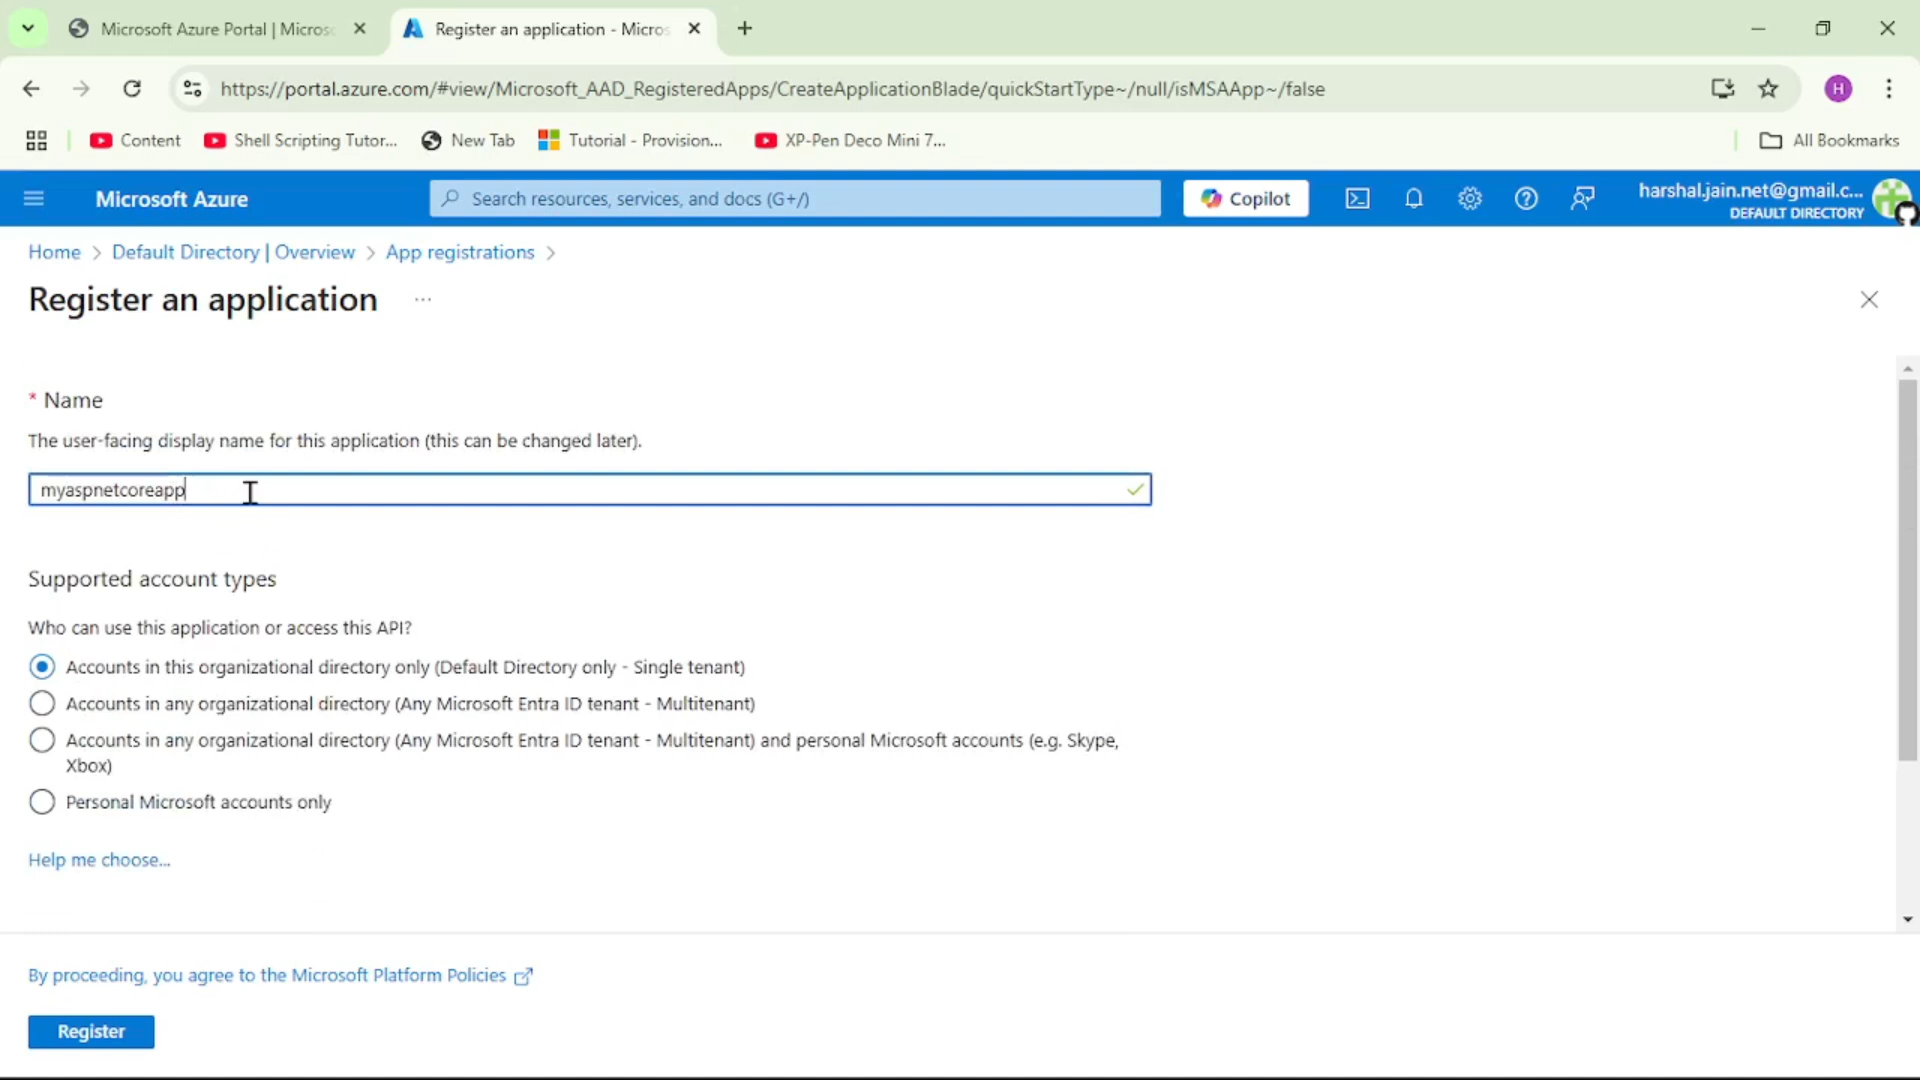 Microsoft Azure Portal | Micros
Register an application - Micros
https://portal.azure.com/#view/Microsoft_AAD_RegisteredApps/CreateApplicationBlade/quickStartType~/null/isMSAApp~/false
H
Content
Shell Scripting Tutor...
New Tab
Tutorial - Provision...
XP-Pen Deco Mini 7...
All Bookmarks
Microsoft Azure
Search resources, services, and docs (G+/)
Copilot
harshal.jain.net@gmail.c...
DEFAULT DIRECTORY
Home > Default Directory | Overview > App registrations >
Register an application ...
* Name
The user-facing display name for this application (this can be changed later).
myaspnetcoreapp
Supported account types
Who can use this application or access this API?
Accounts in this organizational directory only (Default Directory only - Single tenant)
Accounts in any organizational directory (Any Microsoft Entra ID tenant - Multitenant)
Accounts in any organizational directory (Any Microsoft Entra ID tenant - Multitenant) and personal Microsoft accounts (e.g. Skype,
Xbox)
Personal Microsoft accounts only
Help me choose...
By proceeding, you agree to the Microsoft Platform Policies
Register